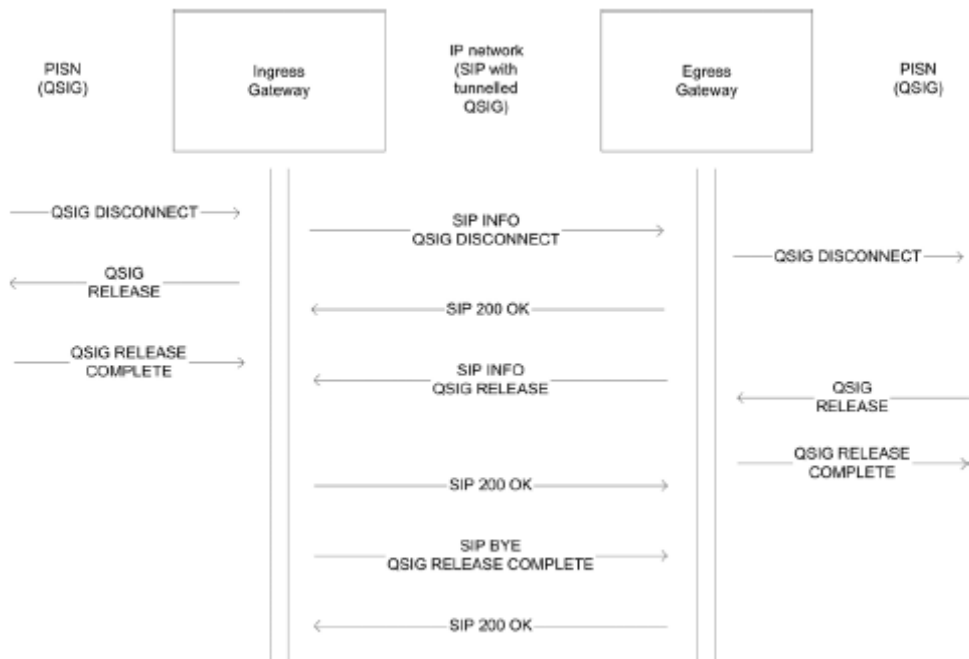 PISN
(QSIG)
Ingress
Gateway
IP network
(SIP with
tunnelled
QSIG)
Egress
Gateway
PISN
(QSIG)
QSIG DISCONNECT
SIP INFO
QSIG DISCONNECT
QSIG DISCONNECT
QSIG
RELEASE
SIP 200 OK
QSIG RELEASE
COMPLETE
SIP INFO
QSIG RELEASE
QSIG
RELEASE
QSIG RELEASE
COMPLETE
SIP 200 OK
SIP BYE
QSIG RELEASE COMPLETE
SIP 200 OK